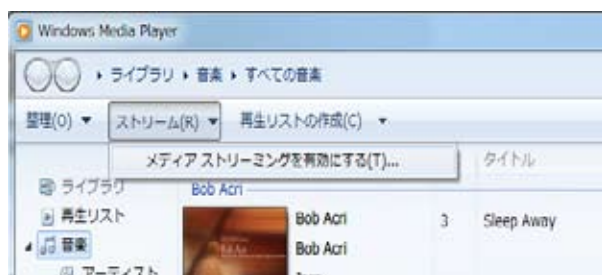 Windows Media Player
ライブラリ ▸ 音楽 ▸ すべての音楽
整理(O) ▼ ストリーム(R) ▼ 再生リストの作成(C) ▼
メディア ストリーミングを有効にする(T)...
タイトル
ライブラリ
Bob Acri
再生リスト
Bob Acri
3
Sleep Away
音楽
Bob Acri
アーティスト